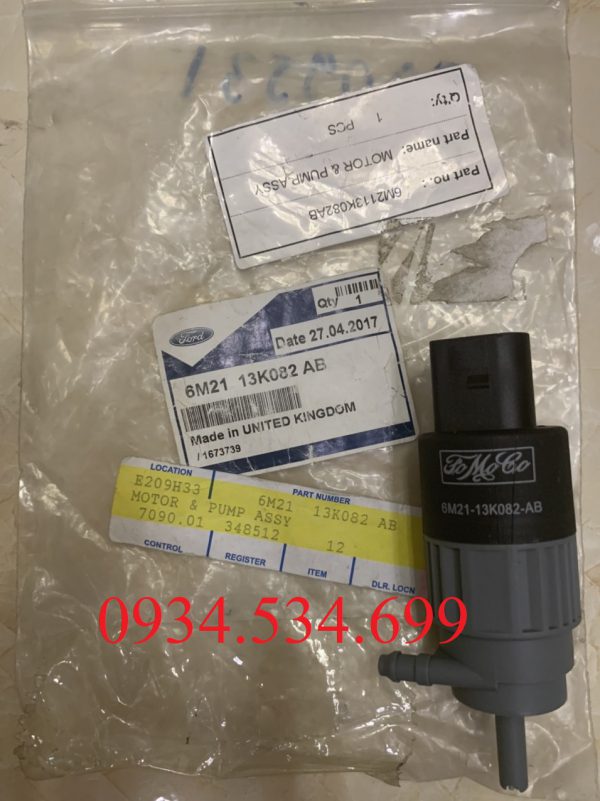 Part no.: 6M2113K082AB
Part name: MOTOR & PUMP ASSY
Q'ty: 1 PCS
Qty 1
Ford
Date 27.04.2017
6M21 13K082 AB
Made in UNITED KINGDOM
/ 1673739
FoMoCo
6M21-13K082-AB
LOCATION PART NUMBER
E209H33 6M21 13K082 AB
MOTOR & PUMP ASSY
7090.01 348512 12
CONTROL REGISTER ITEM DLR. LOCN
0934.534.699